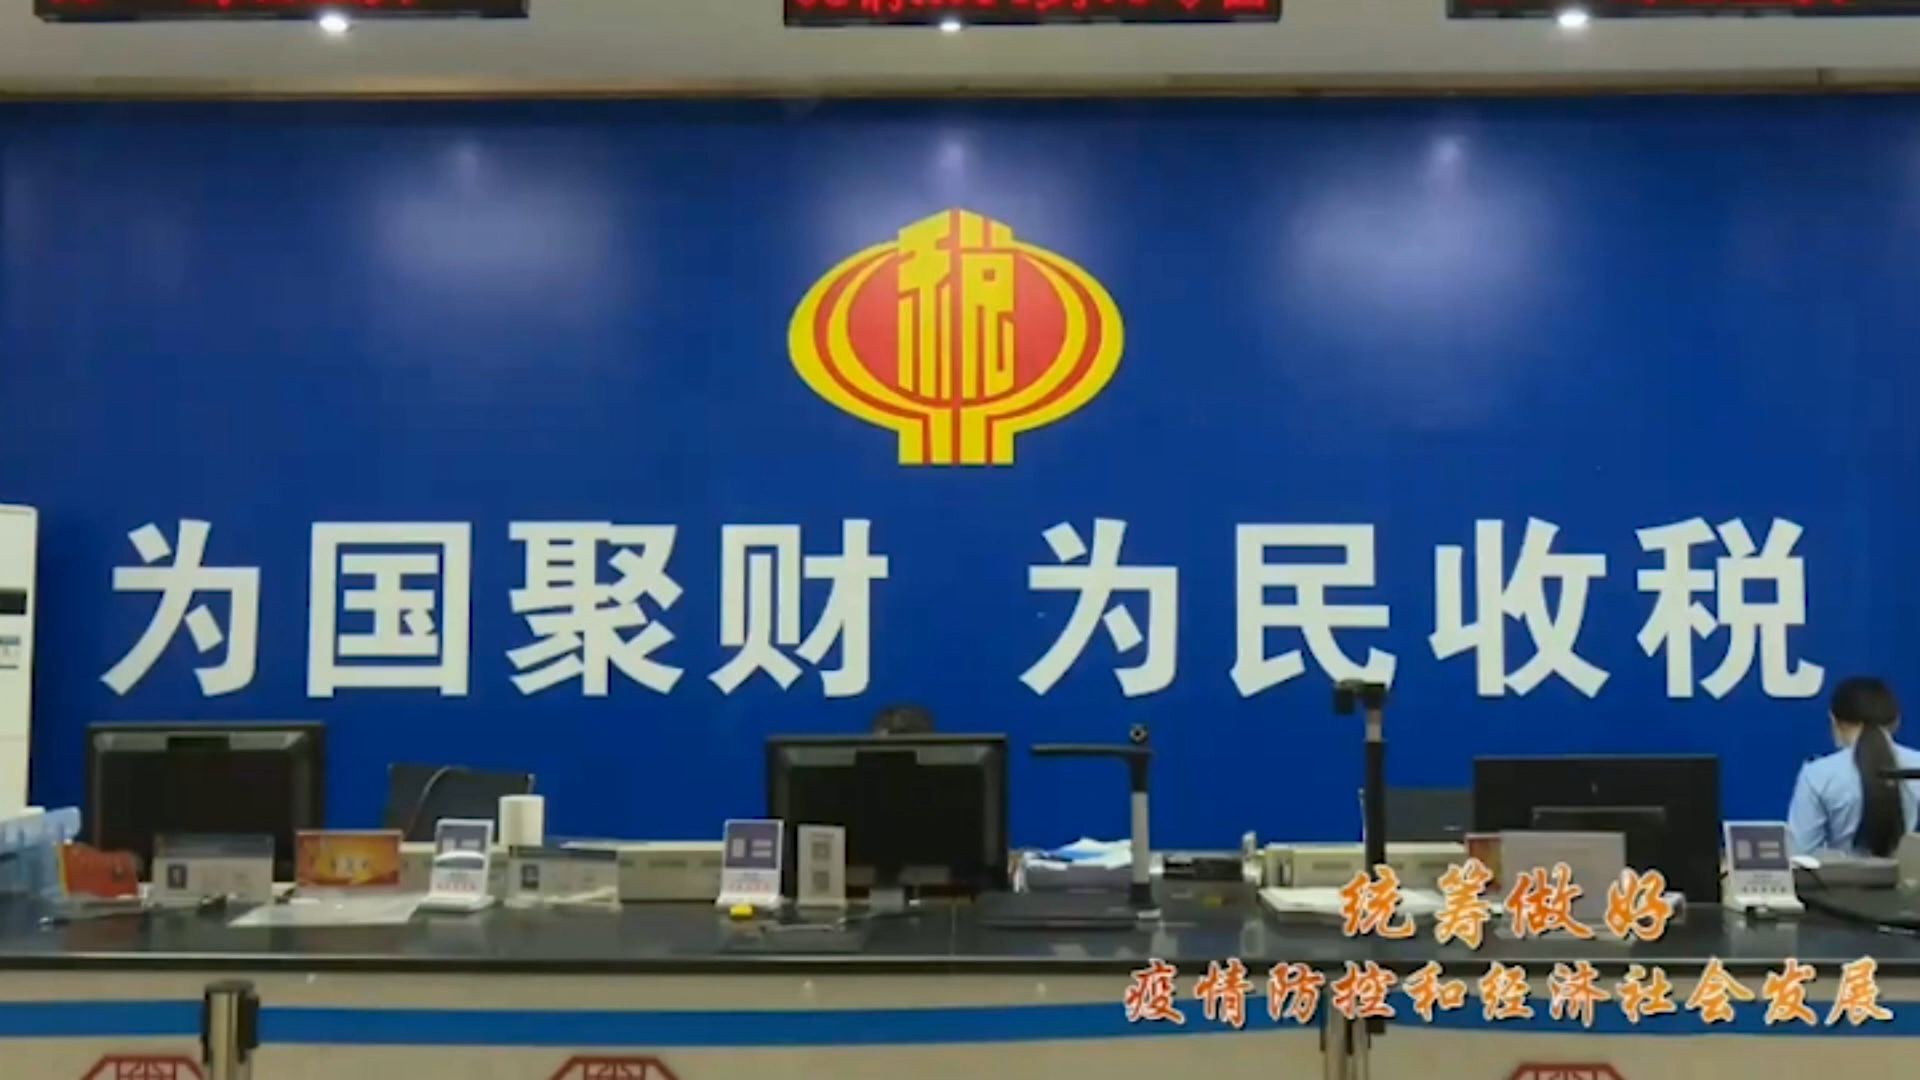 税
为国聚财 为民收税
统筹做好
疫情防控和经济社会发展